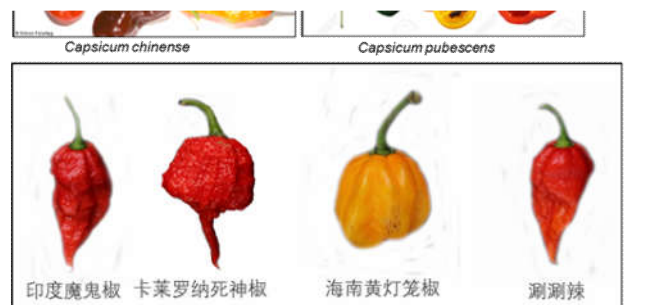 Capsicum chinense
Capsicum pubescens
印度魔鬼椒
卡莱罗纳死神椒
海南黄灯笼椒
涮涮辣